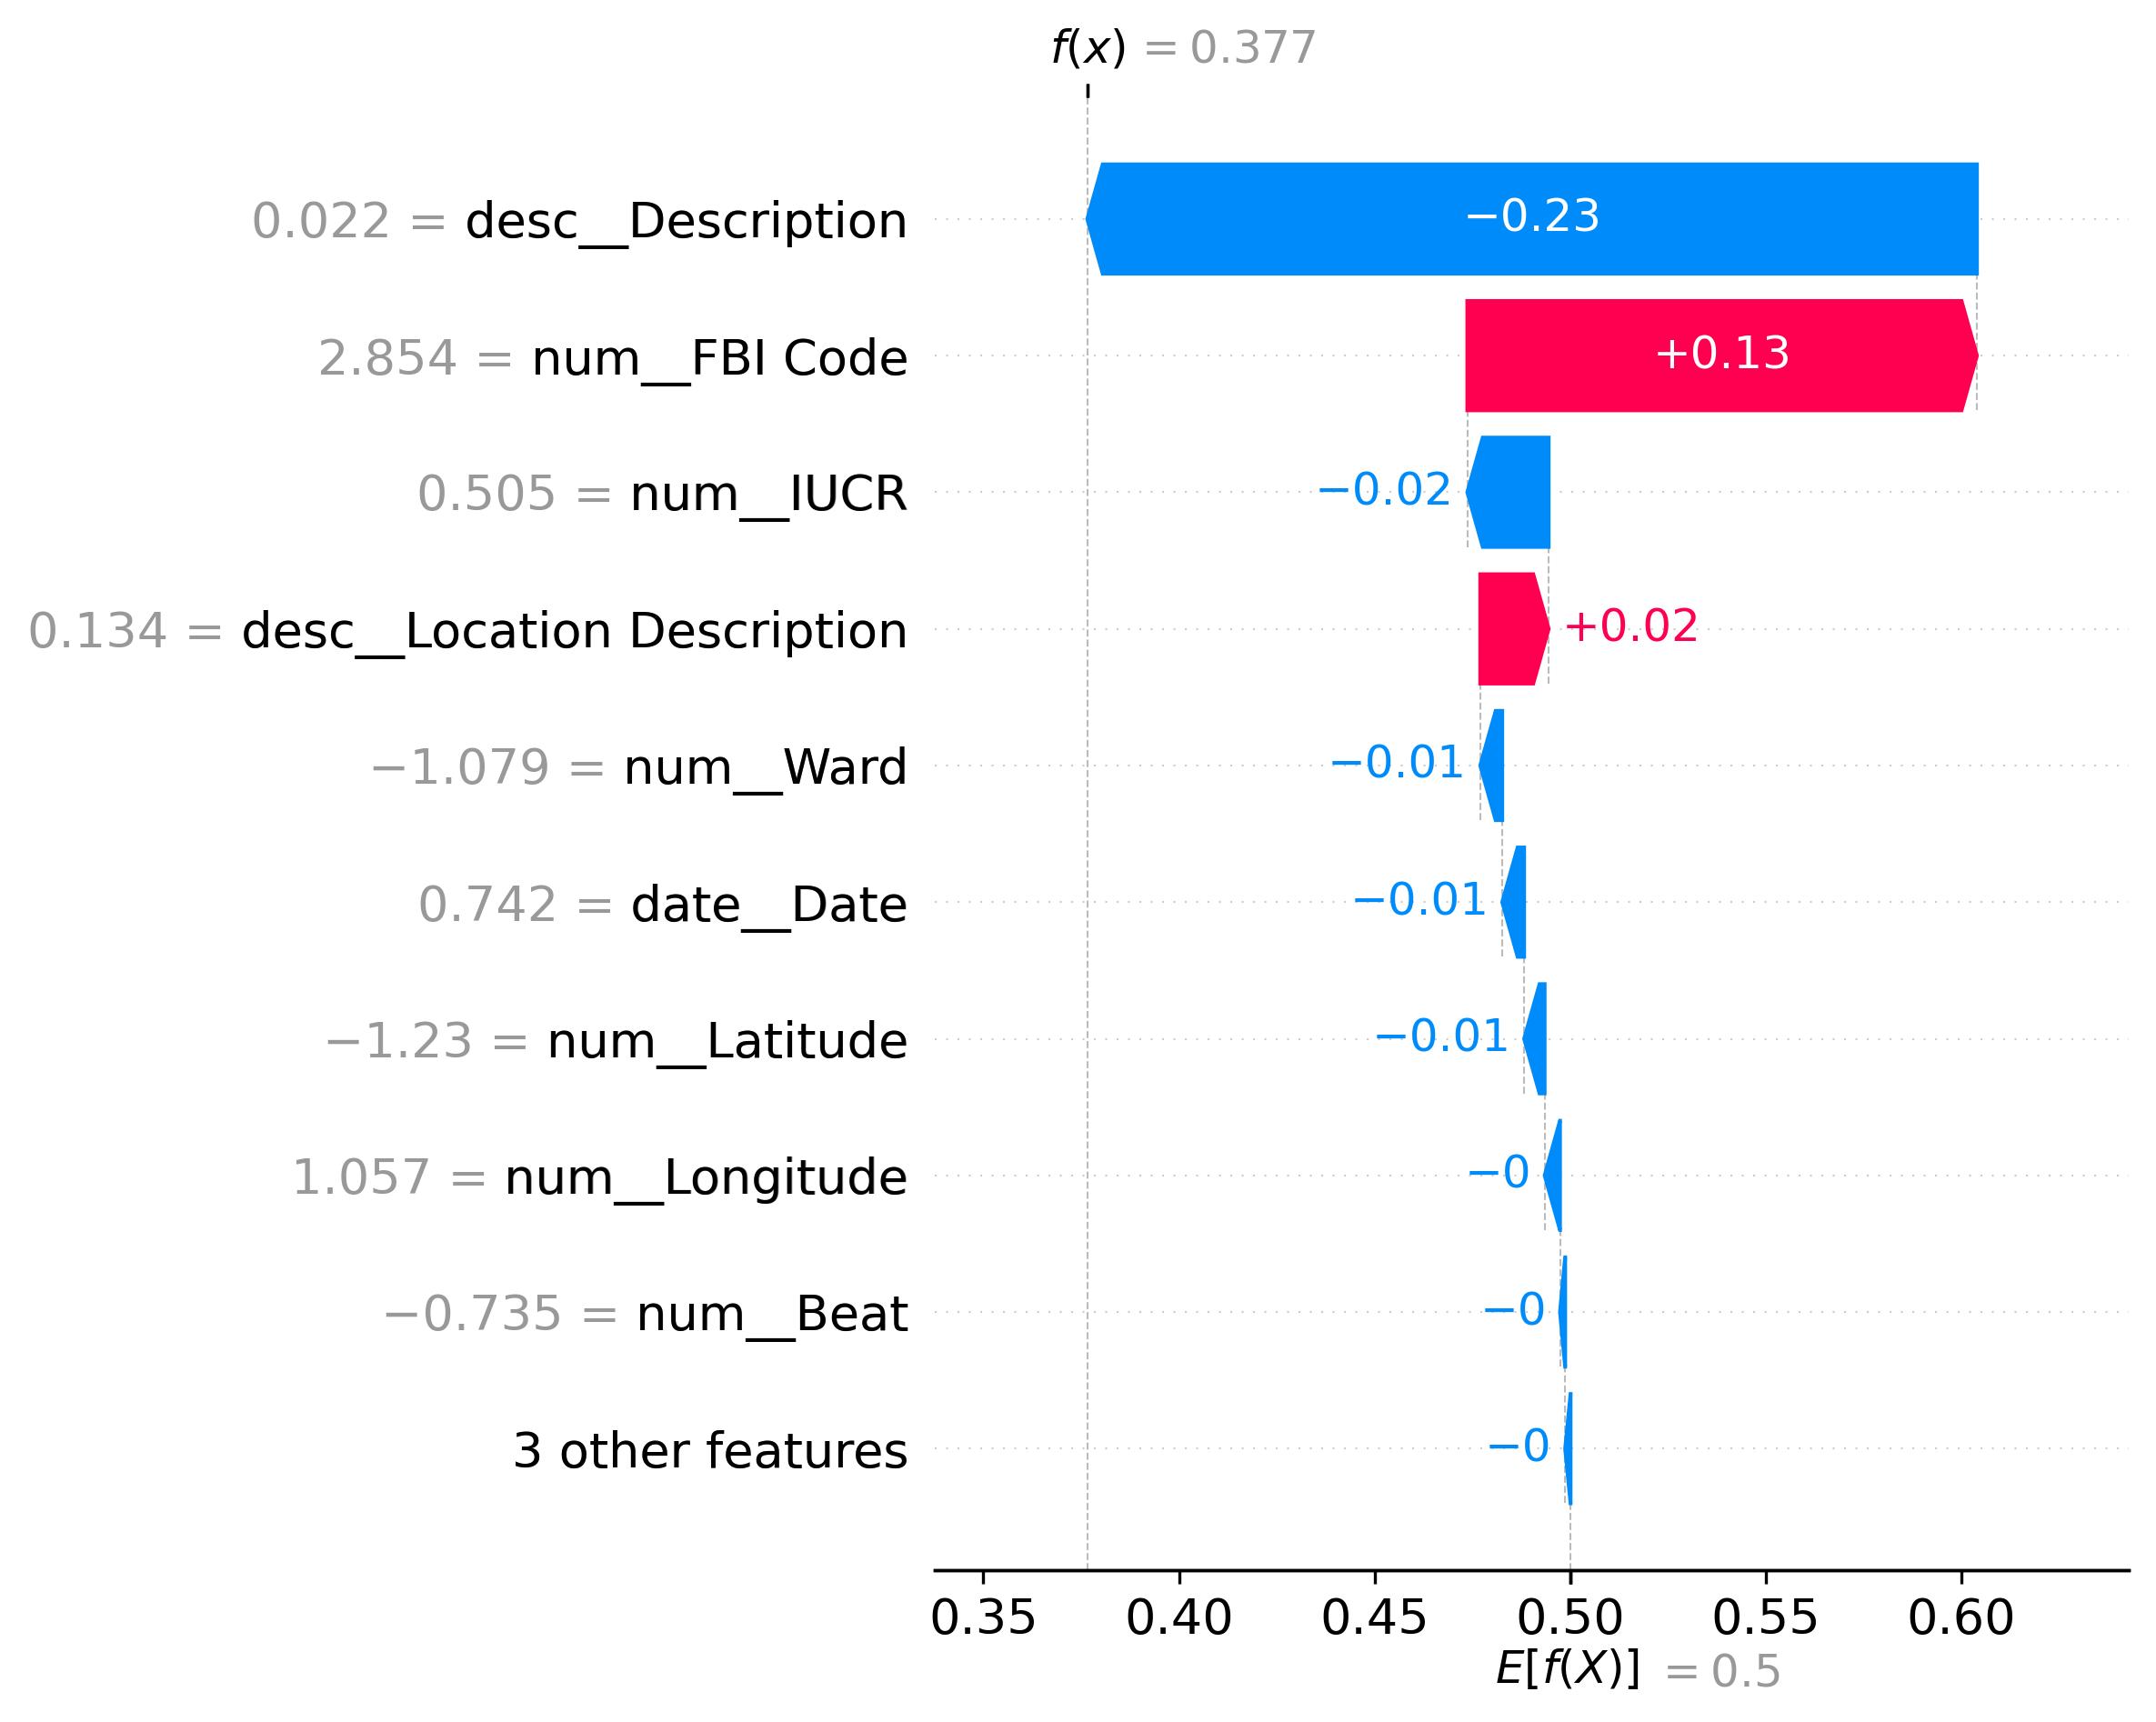 f(x) = 0.377
0.022 = desc__Description −0.23
2.854 = num__FBI Code +0.13
0.505 = num__IUCR −0.02
0.134 = desc__Location Description +0.02
−1.079 = num__Ward −0.01
0.742 = date__Date −0.01
−1.23 = num__Latitude −0.01
1.057 = num__Longitude −0
−0.735 = num__Beat −0
3 other features −0
0.35 0.40 0.45 0.50 0.55 0.60
E[f(X)] = 0.5